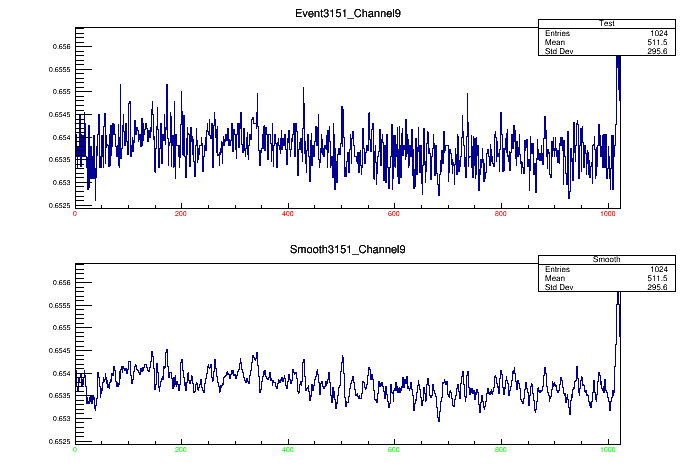 Event3151_Channel9
Test
Entries 1024
Mean 511.5
Std Dev 295.6
0.656
0.6555
0.655
0.6545
0.654
0.6535
0.653
0.6525
0 200 400 600 800 1000
Smooth3151_Channel9
Smooth
Entries 1024
Mean 511.5
Std Dev 295.6
0.656
0.6555
0.655
0.6545
0.654
0.6535
0.653
0.6525
0 200 400 600 800 1000